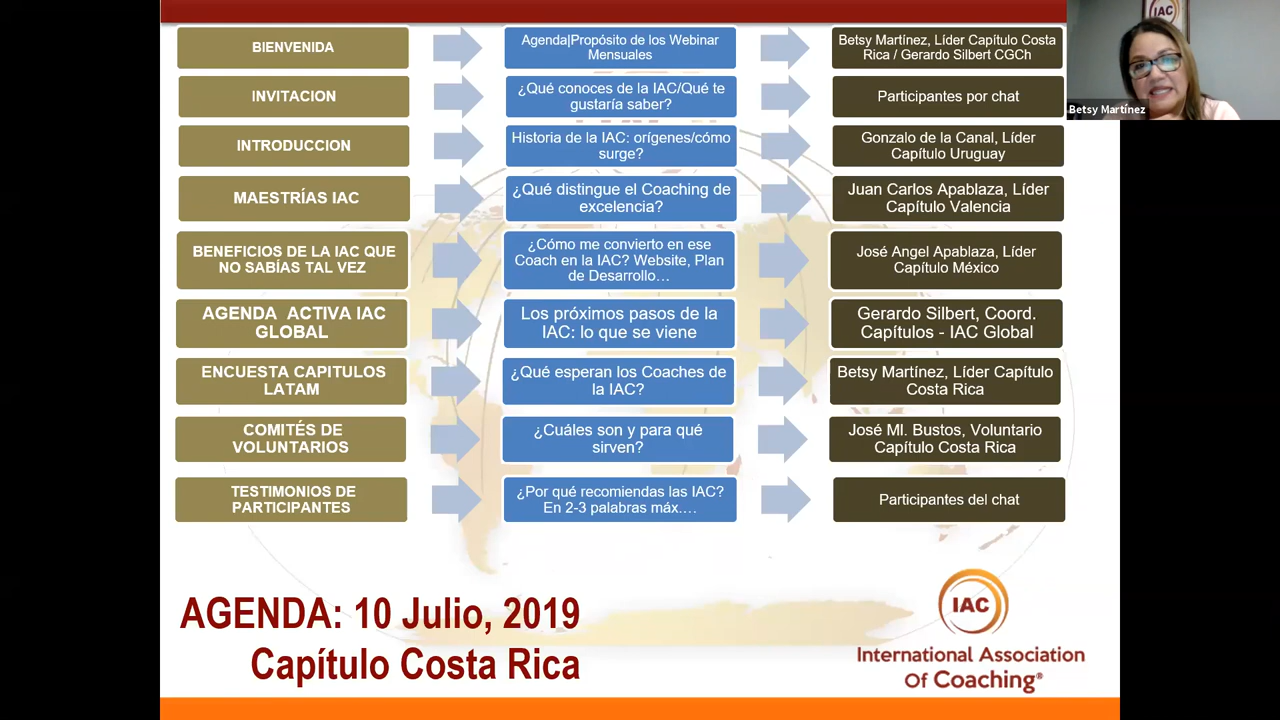 BIENVENIDA
Agenda|Propósito de los Webinar
Mensuales
Betsy Martínez, Líder Capítulo Costa
Rica / Gerardo Silbert CGCh
INVITACION
¿Qué conoces de la IAC/Qué te
gustaría saber?
Participantes por chat
INTRODUCCION
Historia de la IAC: orígenes/cómo
surge?
Gonzalo de la Canal, Líder
Capítulo Uruguay
MAESTRÍAS IAC
¿Qué distingue el Coaching de
excelencia?
Juan Carlos Apablaza, Líder
Capítulo Valencia
BENEFICIOS DE LA IAC QUE
NO SABÍAS TAL VEZ
¿Cómo me convierto en ese
Coach en la IAC? Website, Plan
de Desarrollo…
José Angel Apablaza, Líder
Capítulo México
AGENDA ACTIVA IAC
GLOBAL
Los próximos pasos de la
IAC: lo que se viene
Gerardo Silbert, Coord.
Capítulos - IAC Global
ENCUESTA CAPITULOS
LATAM
¿Qué esperan los Coaches de
la IAC?
Betsy Martínez, Líder Capítulo
Costa Rica
COMITÉS DE
VOLUNTARIOS
¿Cuáles son y para qué
sirven?
José Ml. Bustos, Voluntario
Capítulo Costa Rica
TESTIMONIOS DE
PARTICIPANTES
¿Por qué recomiendas las IAC?
En 2-3 palabras máx.…
Participantes del chat
AGENDA: 10 Julio, 2019
Capítulo Costa Rica
IAC
International Association
Of Coaching®
IAC
Betsy Martínez